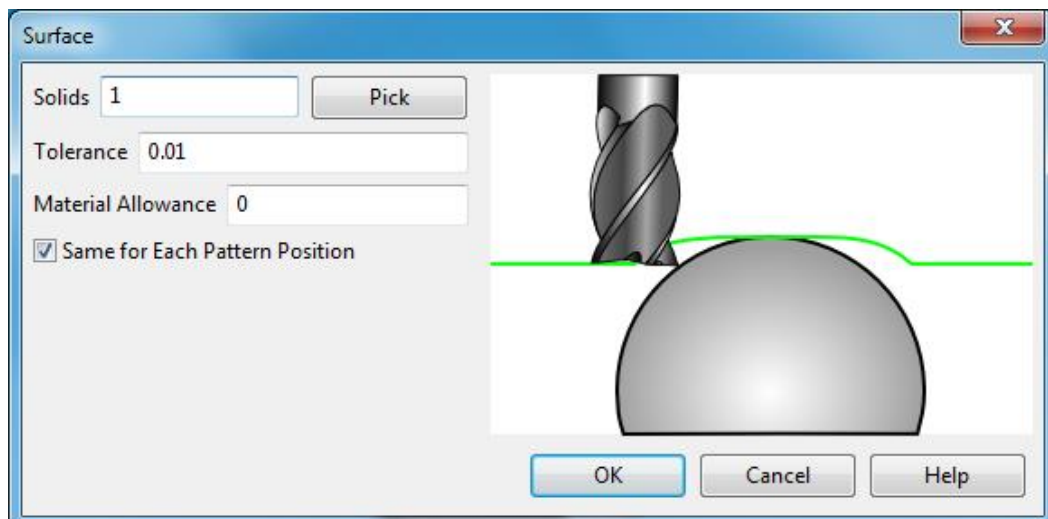 Surface
Solids 1 Pick
Tolerance 0.01
Material Allowance 0
Same for Each Pattern Position
OK Cancel Help